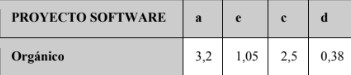 PROYECTO SOFTWARE a e c d
Orgánico 3,2 1,05 2,5 0,38